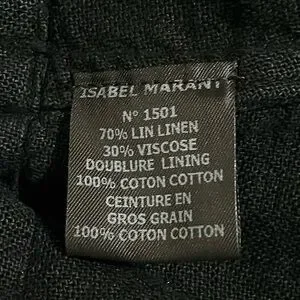 ISABEL MARANT
N° 1501
70% LIN LINEN
30% VISCOSE
DOUBLURE LINING
100% COTON COTTON
CEINTURE EN
GROS GRAIN
100% COTON COTTON